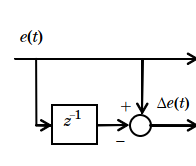 e(t)
+ Δe(t)
z⁻¹
−